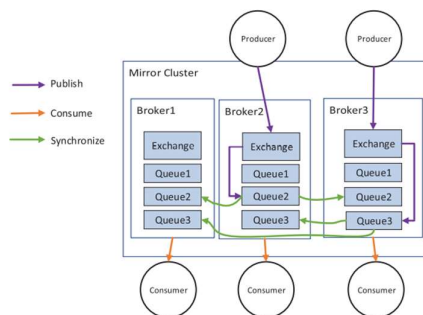 Producer
Producer
Publish
Consume
Synchronize
Mirror Cluster
Broker1
Broker2
Broker3
Exchange
Exchange
Exchange
Queue1
Queue1
Queue1
Queue2
Queue2
Queue2
Queue3
Queue3
Queue3
Consumer
Consumer
Consumer